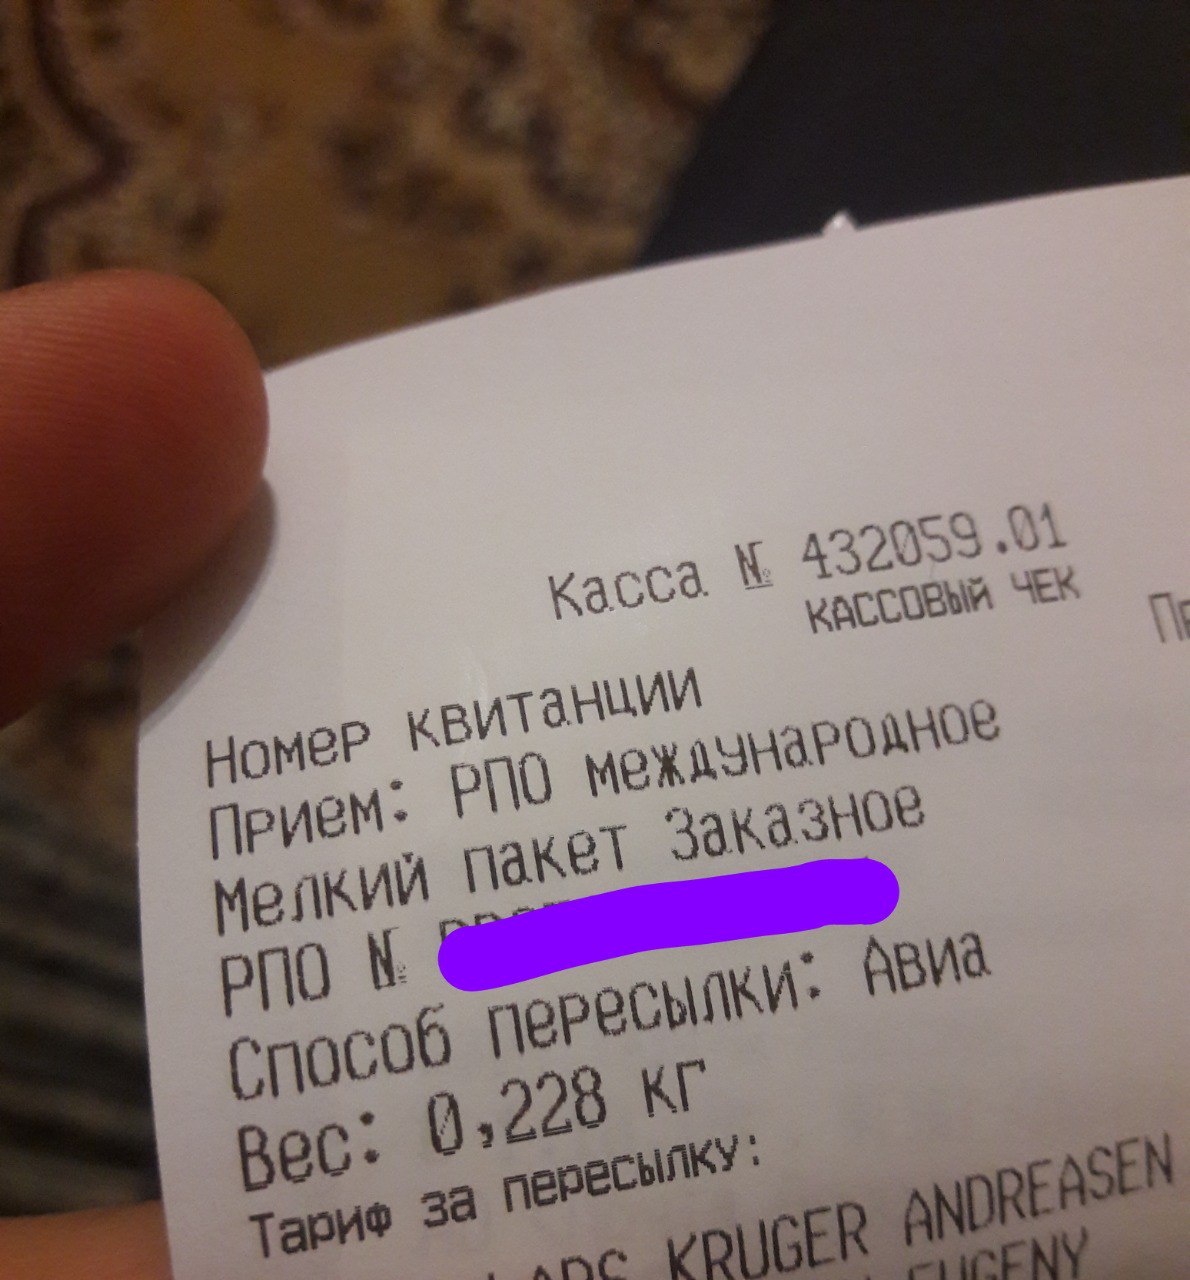 Касса № 432059.01
КАССОВЫЙ ЧЕК
Номер квитанции
Прием: РПО международное
Мелкий пакет Заказное
РПО №
Способ пересылки: Авиа
Вес: 0,228 кг
Тариф за пересылку:
KRUGER ANDREASEN
EUGENY